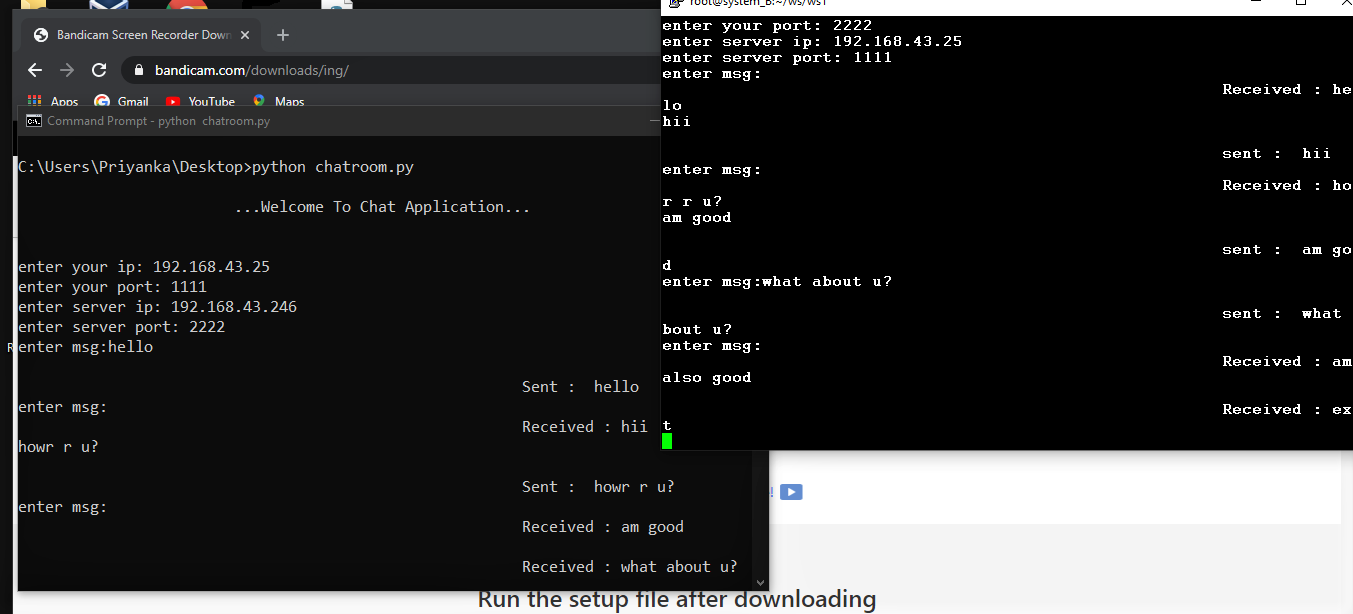 Bandicam Screen Recorder Down
bandicam.com/downloads/ing/
Apps Gmail YouTube Maps
Command Prompt - python chatroom.py
C:\Users\Priyanka\Desktop>python chatroom.py
...Welcome To Chat Application...
enter your ip: 192.168.43.25
enter your port: 1111
enter server ip: 192.168.43.246
enter server port: 2222
enter msg:hello
Sent : hello
enter msg:
Received : hii
howr r u?
Sent : howr r u?
enter msg:
Received : am good
Received : what about u?
root@system_B:~/ws/ws1
enter your port: 2222
enter server ip: 192.168.43.25
enter server port: 1111
enter msg:
Received : he
lo
hii
sent : hii
enter msg:
Received : ho
r r u?
am good
sent : am go
d
enter msg:what about u?
sent : what
bout u?
enter msg:
Received : am
also good
Received : ex
t
Run the setup file after downloading